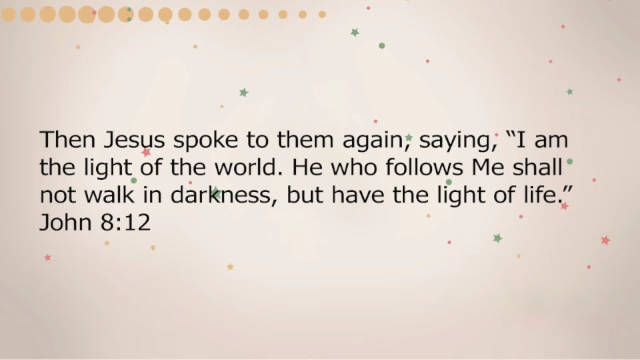 Then Jesus spoke to them again, saying, “I am
the light of the world. He who follows Me shall
not walk in darkness, but have the light of life.”
John 8:12